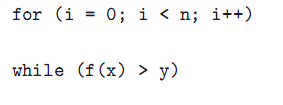 for (i = 0; i < n; i++)
while (f(x) > y)